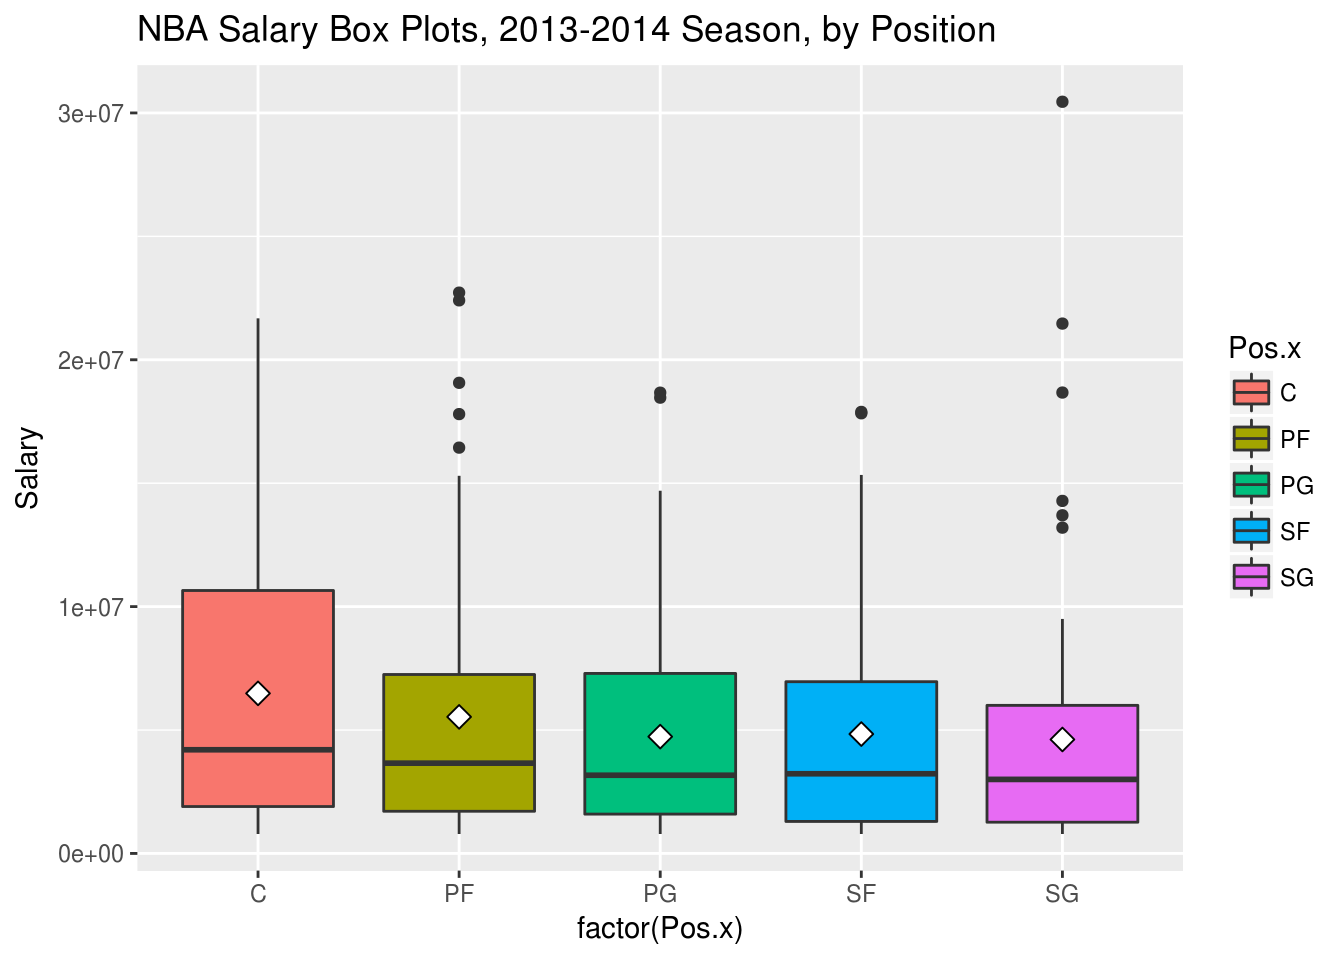 NBA Salary Box Plots, 2013-2014 Season, by Position
Salary
3e+07
2e+07
1e+07
0e+00
C PF PG SF SG
factor(Pos.x)
Pos.x
C
PF
PG
SF
SG